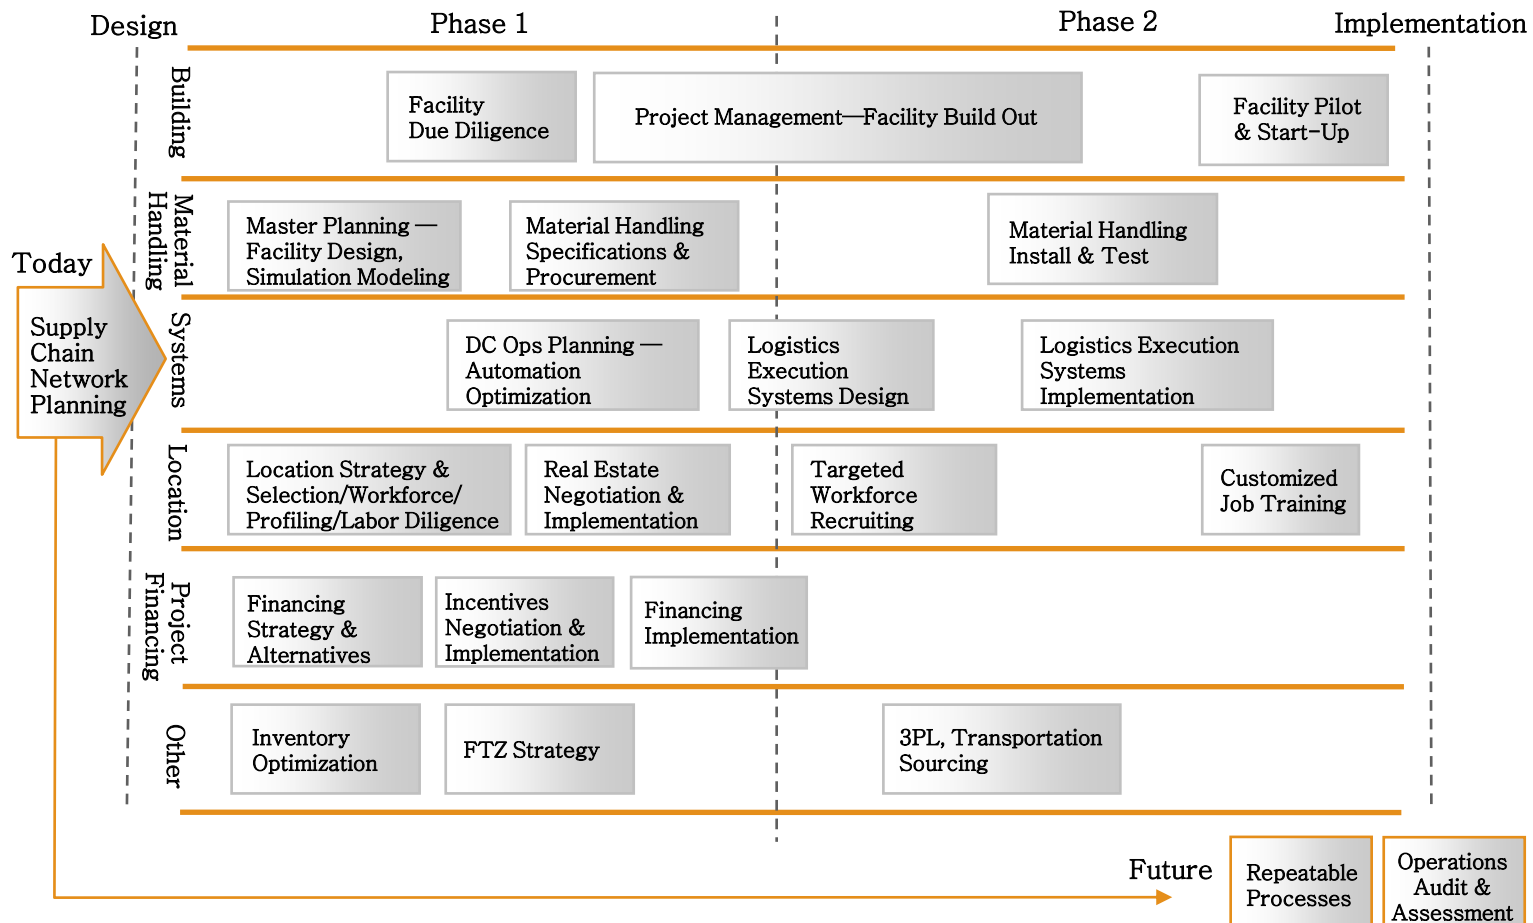 Design
Phase 1
Phase 2
Implementation
Building
Facility
Due Diligence
Project Management—Facility Build Out
Facility Pilot
& Start-Up
Material
Handling
Master Planning —
Facility Design,
Simulation Modeling
Material Handling
Specifications &
Procurement
Material Handling
Install & Test
Today
Supply
Chain
Network
Planning
Systems
DC Ops Planning —
Automation
Optimization
Logistics
Execution
Systems Design
Logistics Execution
Systems
Implementation
Location
Location Strategy &
Selection/Workforce/
Profiling/Labor Diligence
Real Estate
Negotiation &
Implementation
Targeted
Workforce
Recruiting
Customized
Job Training
Project
Financing
Financing
Strategy &
Alternatives
Incentives
Negotiation &
Implementation
Financing
Implementation
Other
Inventory
Optimization
FTZ Strategy
3PL, Transportation
Sourcing
Future
Repeatable
Processes
Operations
Audit &
Assessment